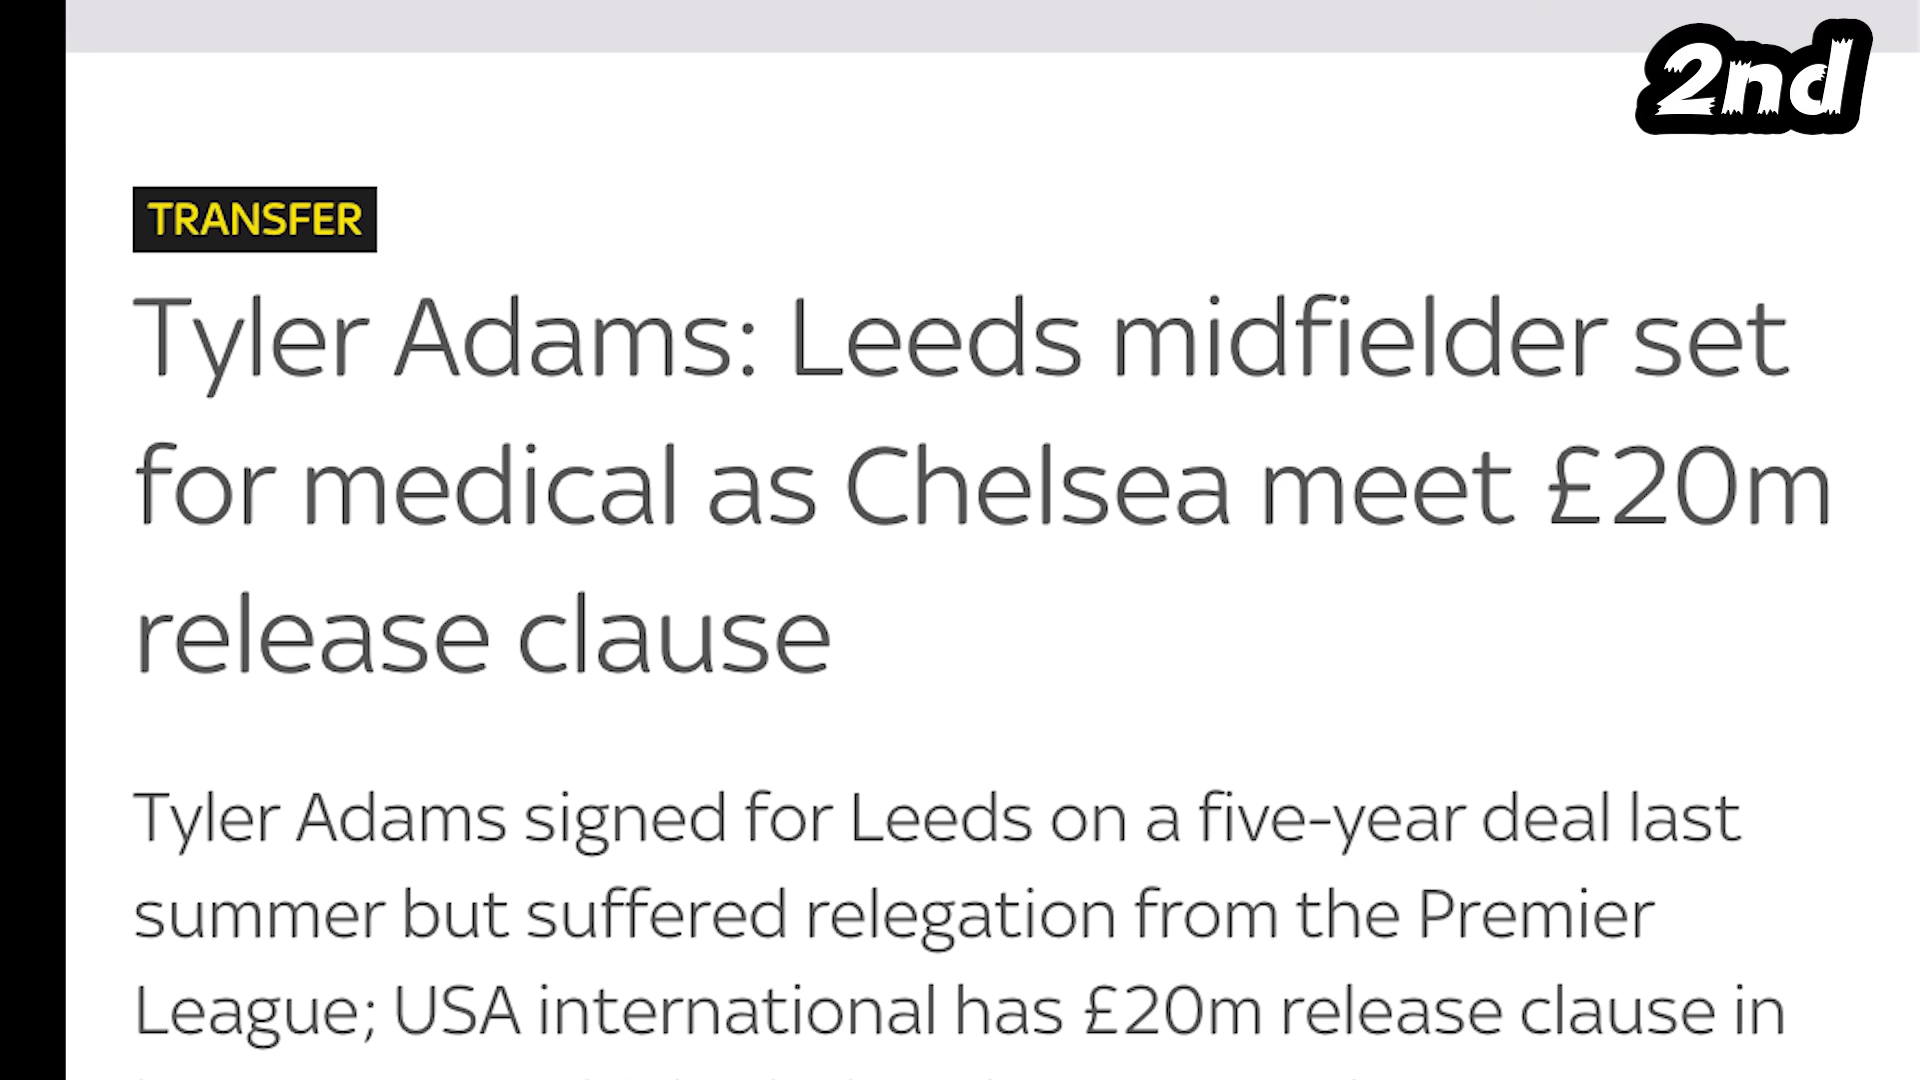 2nd
TRANSFER
Tyler Adams: Leeds midfielder set
for medical as Chelsea meet £20m
release clause
Tyler Adams signed for Leeds on a five-year deal last
summer but suffered relegation from the Premier
League; USA international has £20m release clause in